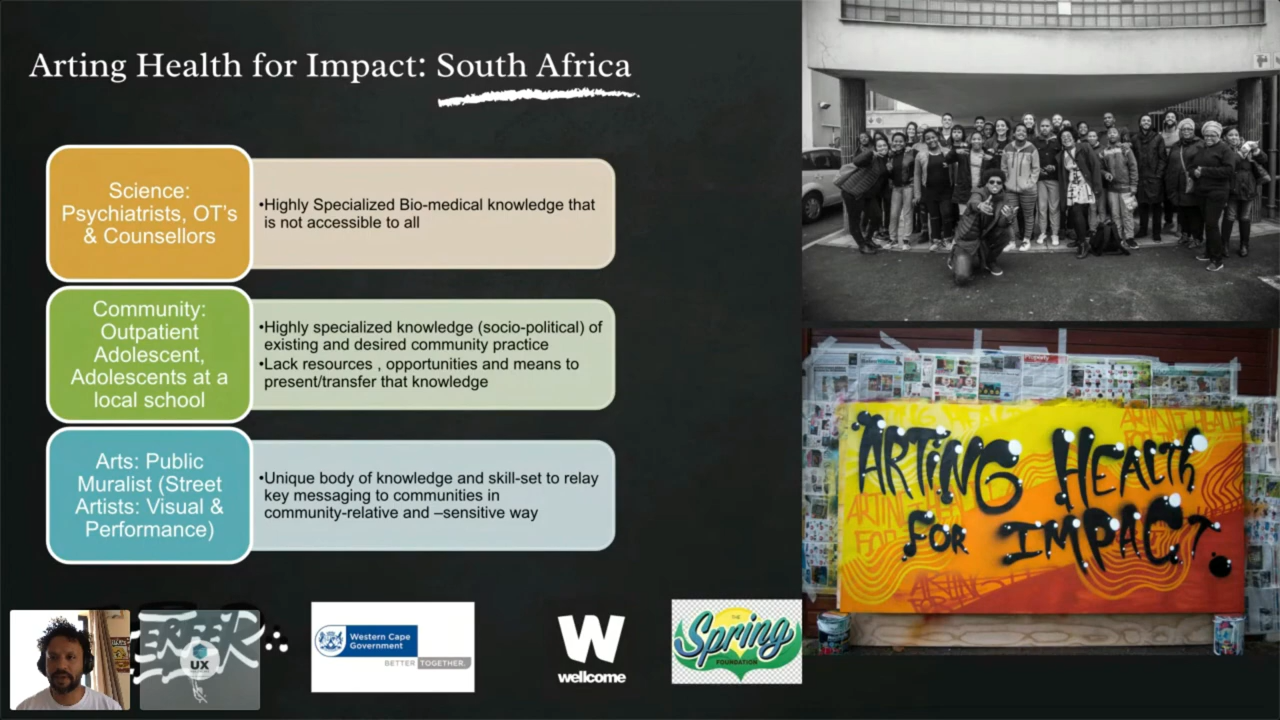 Arting Health for Impact: South Africa
Science:
Psychiatrists, OT's
& Counsellors
•Highly Specialized Bio-medical knowledge that
is not accessible to all
Community:
Outpatient
Adolescent,
Adolescents at a
local school
•Highly specialized knowledge (socio-political) of
existing and desired community practice
•Lack resources , opportunities and means to
present/transfer that knowledge
Arts: Public
Muralist (Street
Artists: Visual &
Performance)
•Unique body of knowledge and skill-set to relay
key messaging to communities in
community-relative and –sensitive way
ARTING HEALTH
FOR IMPACT.
UX
Western Cape
Government
BETTER TOGETHER.
W
wellcome
THE
Spring
FOUNDATION